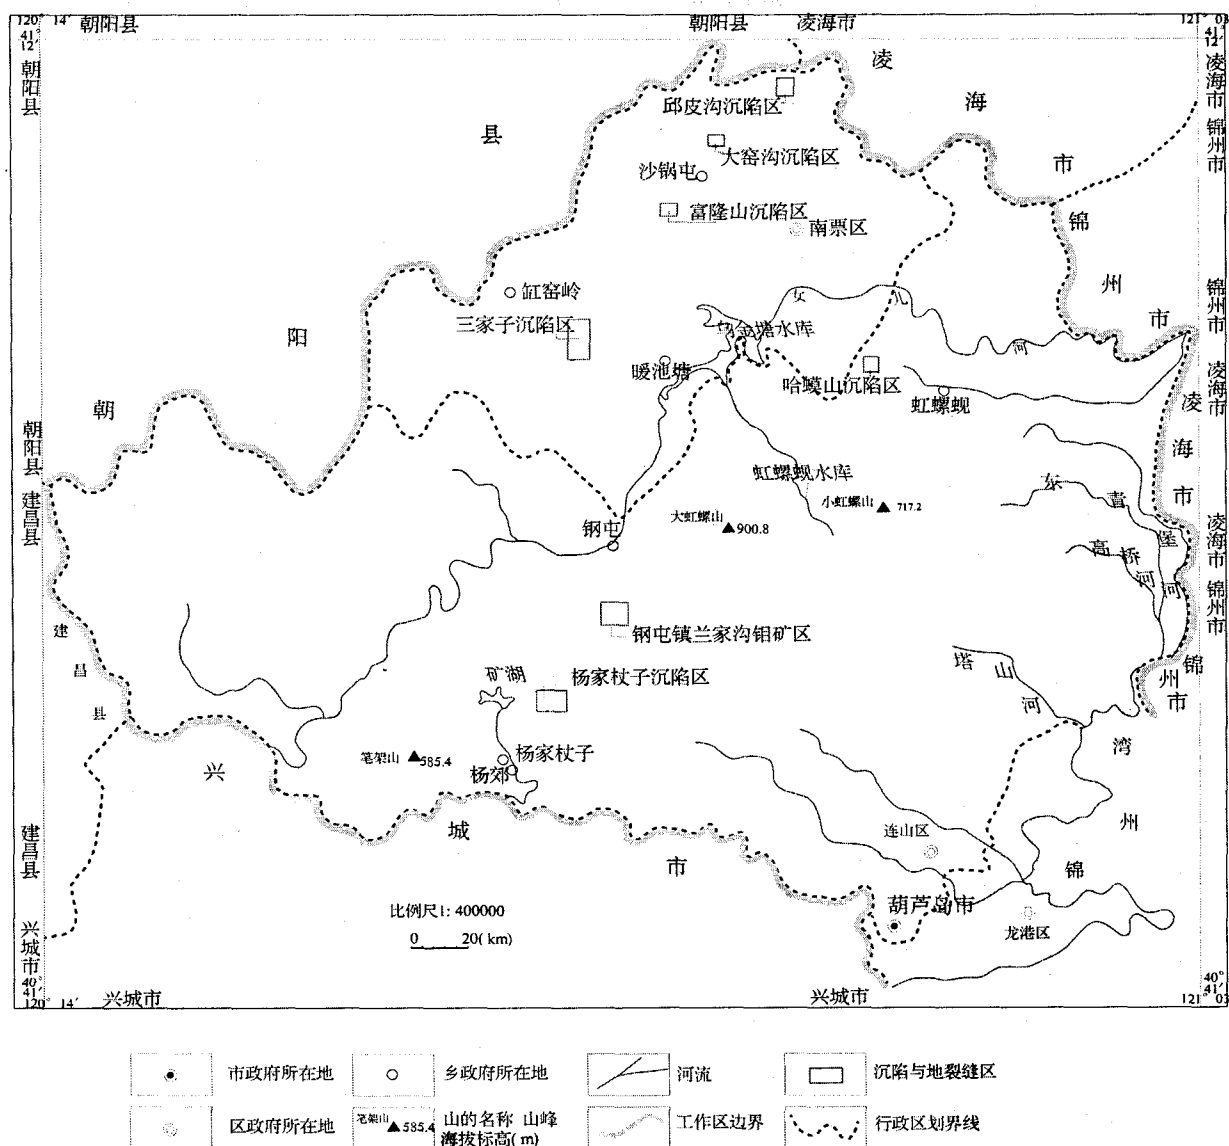 120° 14′
41°
12′
朝阳县
朝阳县
凌海市
121° 03
41°
12′
朝阳县
凌海市
锦州市
凌
海
市
县
邱皮沟沉陷区
大窑沟沉陷区
沙锅屯
富隆山沉陷区
南票区
锦
州
市
锦州市
缸窑岭
三家子沉陷区
阳
女
儿
河
乌金塘水库
暖池塘
哈蟆山沉陷区
虹螺蚬
凌海市
朝
朝阳县
建昌县
凌
海
市
虹螺蚬水库
小虹螺山
717.2
大虹螺山
900.8
钢屯
东
堡
高
桥
河
河
凌海市
锦州市
建
昌
县
钢屯镇兰家沟钼矿区
塔
山
河
锦
州
市
矿湖
杨家杖子沉陷区
笔架山
585.4
杨家杖子
杨郊
兴
城
市
湾
州
锦
连山区
建昌县
兴城市
比例尺1: 400000
0 20( km)
葫芦岛市
龙港区
40°
41′
120° 14′
兴城市
兴城市
40°
41′
121° 03
市政府所在地
乡政府所在地
河流
沉陷与地裂缝区
区政府所在地
笔架山
585.4
山的名称 山峰
海拔标高( m)
工作区边界
行政区划界线